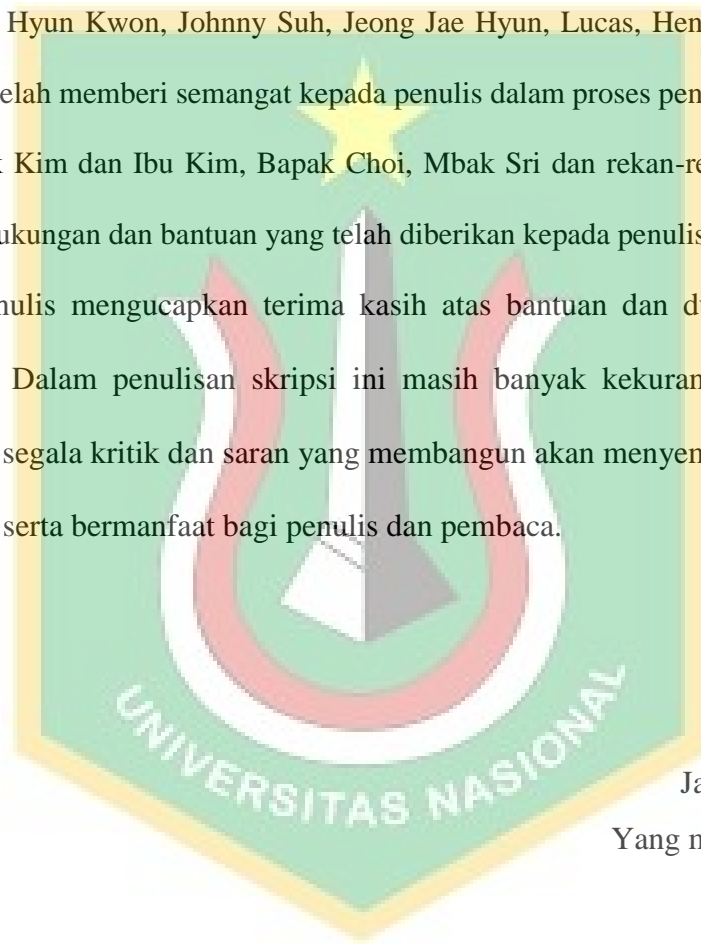 Hyun Kwon, Johnny Suh, Jeong Jae Hyun, Lucas, Hen
elah memberi semangat kepada penulis dalam proses pen
Kim dan Ibu Kim, Bapak Choi, Mbak Sri dan rekan-re
ukungan dan bantuan yang telah diberikan kepada penulis
nulis mengucapkan terima kasih atas bantuan dan d
Dalam penulisan skripsi ini masih banyak kekuran
segala kritik dan saran yang membangun akan menyem
serta bermanfaat bagi penulis dan pembaca.
UNIVERSITAS NASIONAL
Ja
Yang m